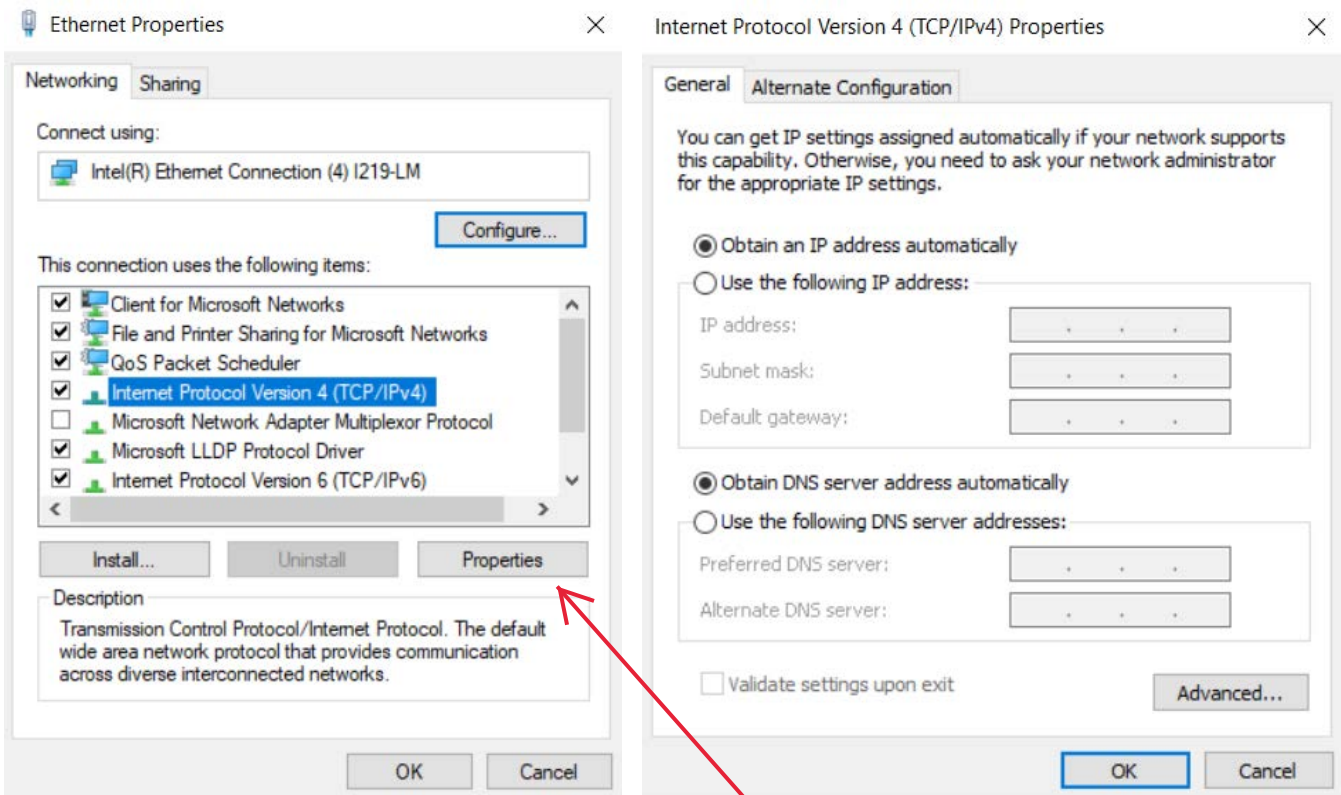 Ethernet Properties
Networking
Sharing
Connect using:
Intel(R) Ethernet Connection (4) I219-LM
Configure...
This connection uses the following items:
Client for Microsoft Networks
File and Printer Sharing for Microsoft Networks
QoS Packet Scheduler
Internet Protocol Version 4 (TCP/IPv4)
Microsoft Network Adapter Multiplexor Protocol
Microsoft LLDP Protocol Driver
Internet Protocol Version 6 (TCP/IPv6)
Install...
Uninstall
Properties
Description
Transmission Control Protocol/Internet Protocol. The default
wide area network protocol that provides communication
across diverse interconnected networks.
OK
Cancel
Internet Protocol Version 4 (TCP/IPv4) Properties
General
Alternate Configuration
You can get IP settings assigned automatically if your network supports
this capability. Otherwise, you need to ask your network administrator
for the appropriate IP settings.
Obtain an IP address automatically
Use the following IP address:
IP address:
Subnet mask:
Default gateway:
Obtain DNS server address automatically
Use the following DNS server addresses:
Preferred DNS server:
Alternate DNS server:
Validate settings upon exit
Advanced...
OK
Cancel